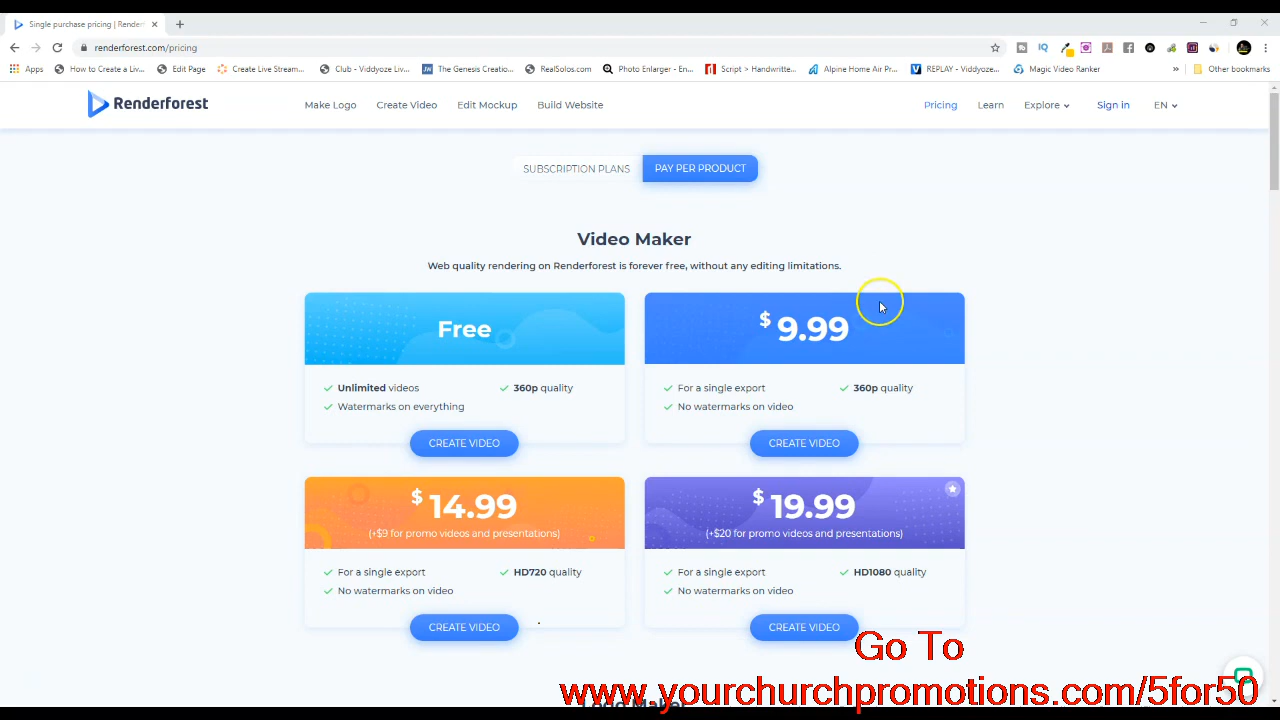 Single purchase pricing | Render
renderforest.com/pricing
Apps
How to Create a Liv...
Edit Page
Create Live Stream...
Club - Viddyoze Liv...
The Genesis Creatio...
RealSolos.com
Photo Enlarger - En...
Script > Handwritte...
Alpine Home Air Pr...
REPLAY - Viddyoze...
Magic Video Ranker
»
Other bookmarks
Renderforest
Make Logo
Create Video
Edit Mockup
Build Website
Pricing
Learn
Explore
Sign in
EN
SUBSCRIPTION PLANS
PAY PER PRODUCT
Video Maker
Web quality rendering on Renderforest is forever free, without any editing limitations.
Free
Unlimited videos
360p quality
Watermarks on everything
CREATE VIDEO
$ 9.99
For a single export
360p quality
No watermarks on video
CREATE VIDEO
$ 14.99
(+$9 for promo videos and presentations)
For a single export
HD720 quality
No watermarks on video
CREATE VIDEO
$ 19.99
(+$20 for promo videos and presentations)
For a single export
HD1080 quality
No watermarks on video
CREATE VIDEO
Go To
www.yourchurchpromotions.com/5for50
Logo Maker